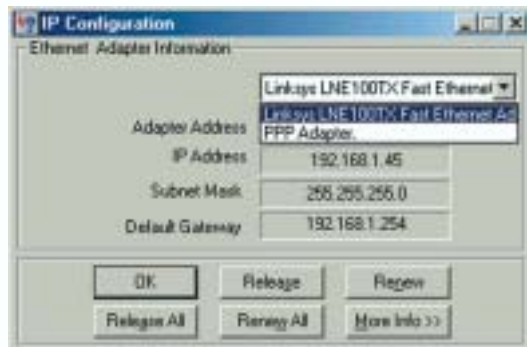 IP Configuration
Ethernet Adapter Information
Linksys LNE100TX Fast Ethernet
Linksys LNE100TX Fast Ethernet Ad
PPP Adapter.
Adapter Address
IP Address 192.168.1.45
Subnet Mask 255.255.255.0
Default Gateway 192.168.1.254
OK Release Renew
Release All Renew All More Info >>